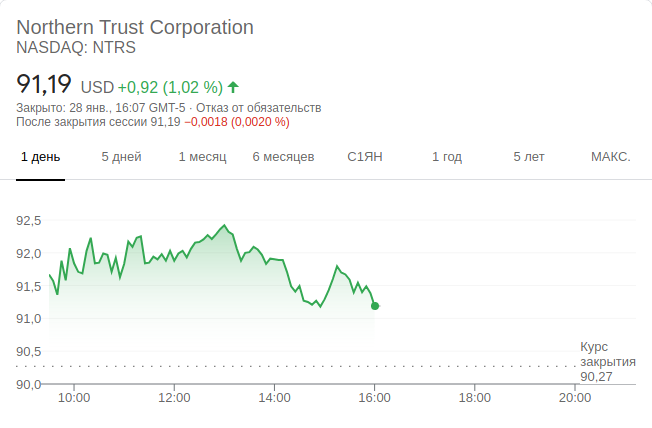 Northern Trust Corporation
NASDAQ: NTRS
91,19 USD +0,92 (1,02 %)
Закрыто: 28 янв., 16:07 GMT-5 · Отказ от обязательств
После закрытия сессии 91,19 −0,0018 (0,0020 %)
1 день 5 дней 1 месяц 6 месяцев С1ЯН 1 год 5 лет МАКС.
92,5
92,0
91,5
91,0
90,5
90,0
Курс
закрытия
90,27
10:00 12:00 14:00 16:00 18:00 20:00